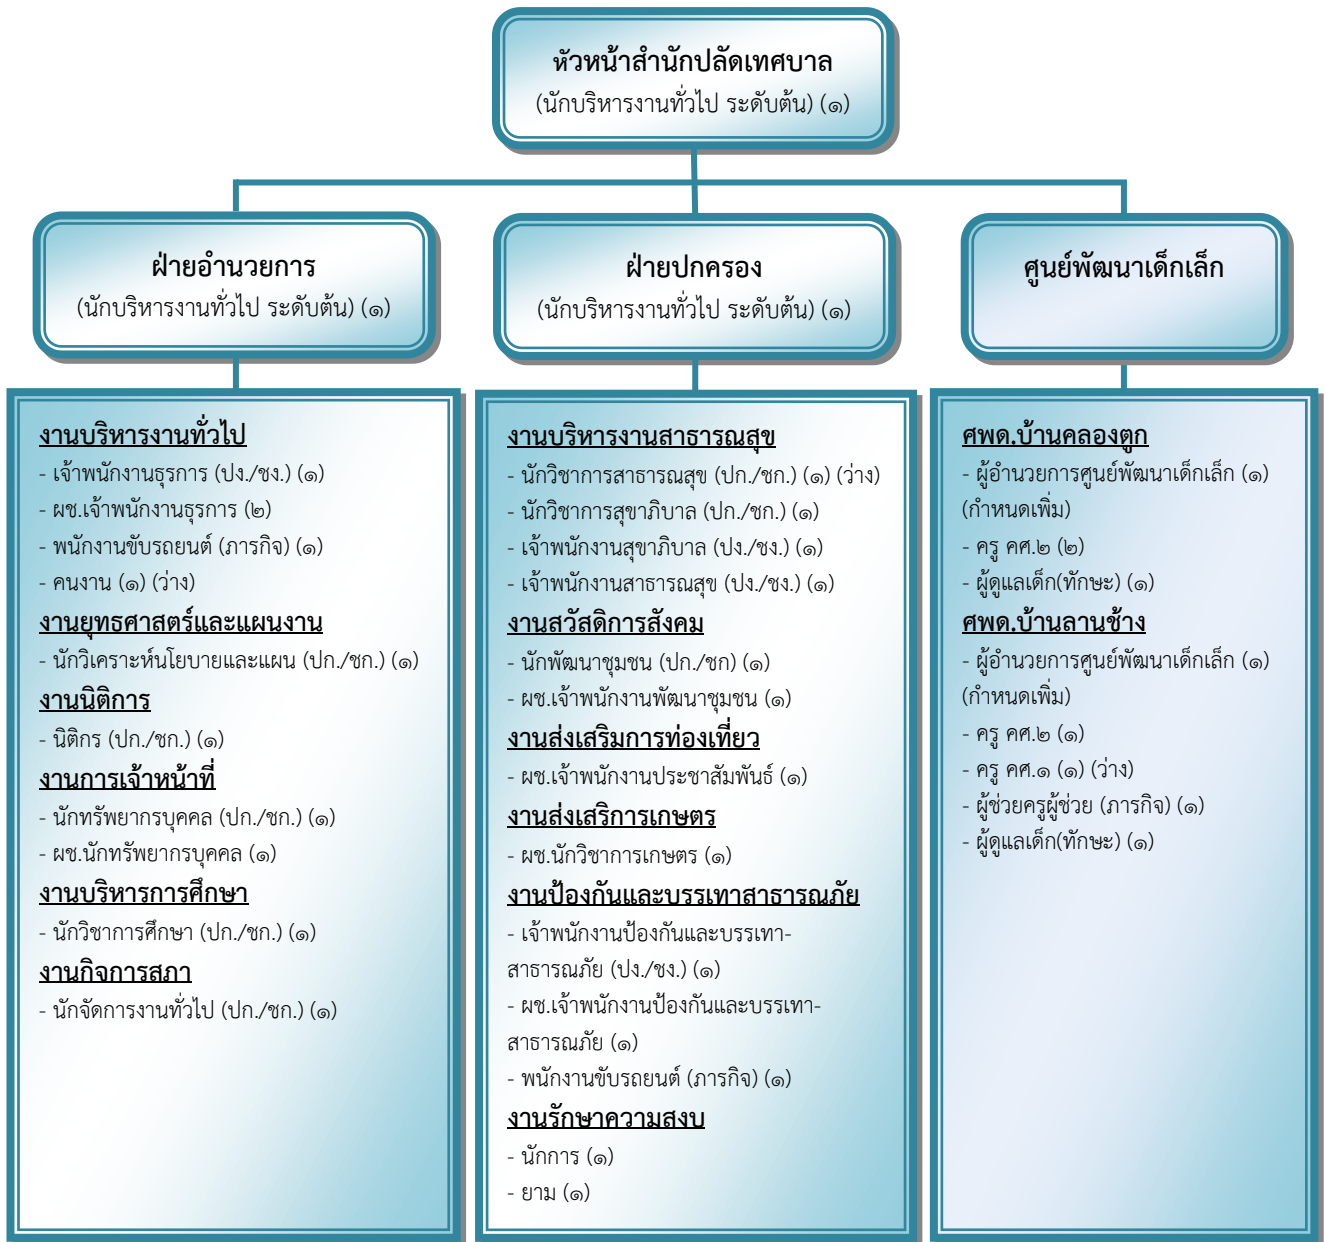 หัวหน้าสำนักปลัดเทศบาล
(นักบริหารงานทั่วไป ระดับต้น) (๑)
ฝ่ายอำนวยการ
(นักบริหารงานทั่วไป ระดับต้น) (๑)
ฝ่ายปกครอง
(นักบริหารงานทั่วไป ระดับต้น) (๑)
ศูนย์พัฒนาเด็กเล็ก
งานบริหารงานทั่วไป
- เจ้าพนักงานธุรการ (ปง./ชง.) (๑)
- ผช.เจ้าพนักงานธุรการ (๒)
- พนักงานขับรถยนต์ (ภารกิจ) (๑)
- คนงาน (๑) (ว่าง)
งานยุทธศาสตร์และแผนงาน
- นักวิเคราะห์นโยบายและแผน (ปก./ชก.) (๑)
งานนิติการ
- นิติกร (ปก./ชก.) (๑)
งานการเจ้าหน้าที่
- นักทรัพยากรบุคคล (ปก./ชก.) (๑)
- ผช.นักทรัพยากรบุคคล (๑)
งานบริหารการศึกษา
- นักวิชาการศึกษา (ปก./ชก.) (๑)
งานกิจการสภา
- นักจัดการงานทั่วไป (ปก./ชก.) (๑)
งานบริหารงานสาธารณสุข
- นักวิชาการสาธารณสุข (ปก./ชก.) (๑) (ว่าง)
- นักวิชาการสุขาภิบาล (ปก./ชก.) (๑)
- เจ้าพนักงานสุขาภิบาล (ปง./ชง.) (๑)
- เจ้าพนักงานสาธารณสุข (ปง./ชง.) (๑)
งานสวัสดิการสังคม
- นักพัฒนาชุมชน (ปก./ชก) (๑)
- ผช.เจ้าพนักงานพัฒนาชุมชน (๑)
งานส่งเสริมการท่องเที่ยว
- ผช.เจ้าพนักงานประชาสัมพันธ์ (๑)
งานส่งเสริการเกษตร
- ผช.นักวิชาการเกษตร (๑)
งานป้องกันและบรรเทาสาธารณภัย
- เจ้าพนักงานป้องกันและบรรเทา-
สาธารณภัย (ปง./ชง.) (๑)
- ผช.เจ้าพนักงานป้องกันและบรรเทา-
สาธารณภัย (๑)
- พนักงานขับรถยนต์ (ภารกิจ) (๑)
งานรักษาความสงบ
- นักการ (๑)
- ยาม (๑)
ศพด.บ้านคลองตูก
- ผู้อำนวยการศูนย์พัฒนาเด็กเล็ก (๑)
(กำหนดเพิ่ม)
- ครู คศ.๒ (๒)
- ผู้ดูแลเด็ก(ทักษะ) (๑)
ศพด.บ้านลานช้าง
- ผู้อำนวยการศูนย์พัฒนาเด็กเล็ก (๑)
(กำหนดเพิ่ม)
- ครู คศ.๒ (๑)
- ครู คศ.๑ (๑) (ว่าง)
- ผู้ช่วยครูผู้ช่วย (ภารกิจ) (๑)
- ผู้ดูแลเด็ก(ทักษะ) (๑)